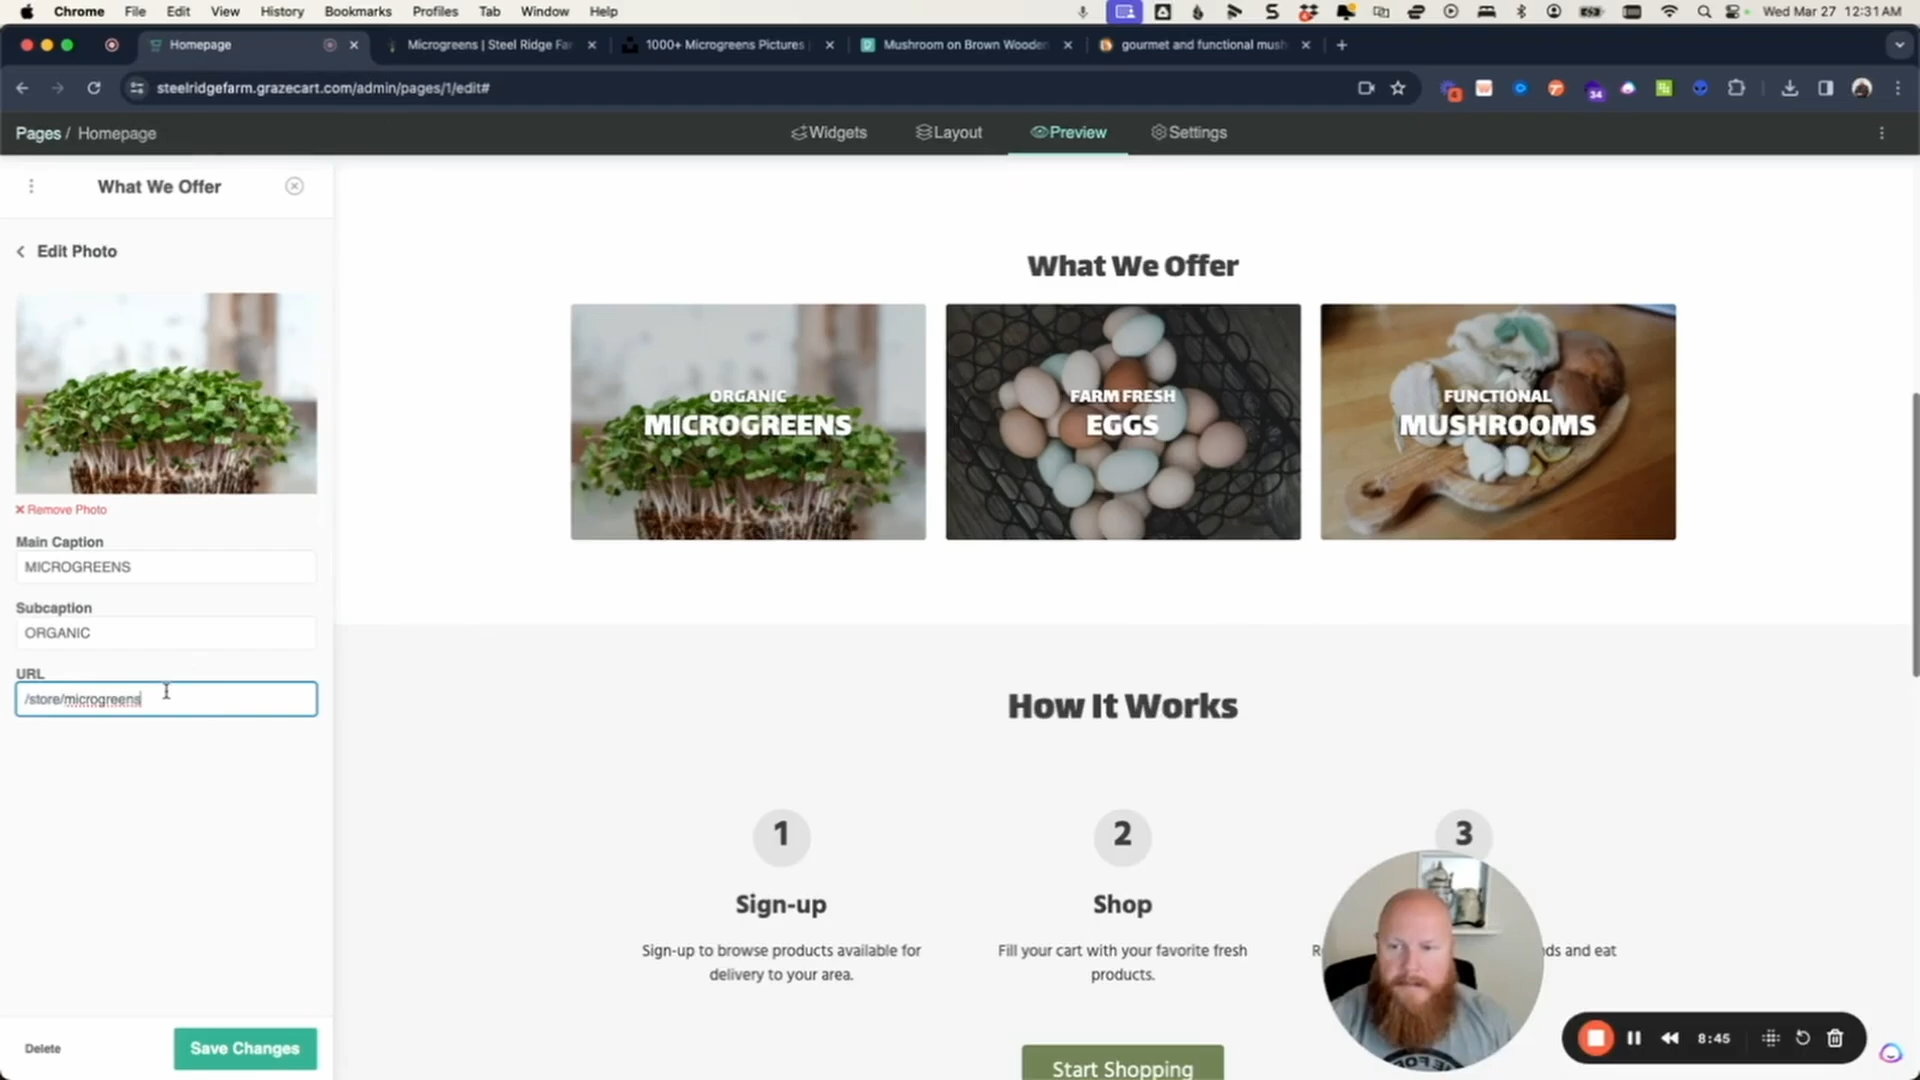 Chrome File Edit View History Bookmarks Profiles Tab Window Help Wed Mar 27 12:31 AM
Homepage
Microgreens | Steel Ridge Far
1000+ Microgreens Pictures
Mushroom on Brown Wooden
gourmet and functional mush
steelridgefarm.grazecart.com/admin/pages/1/edit#
34
Pages / Homepage
Widgets
Layout
Preview
Settings
What We Offer
Edit Photo
Remove Photo
Main Caption
MICROGREENS
Subcaption
ORGANIC
URL
/store/microgreens
Delete
Save Changes
What We Offer
ORGANIC
MICROGREENS
FARM FRESH
EGGS
FUNCTIONAL
MUSHROOMS
How It Works
1
Sign-up
Sign-up to browse products available for
delivery to your area.
2
Shop
Fill your cart with your favorite fresh
products.
3
and eat
Start Shopping
8:45